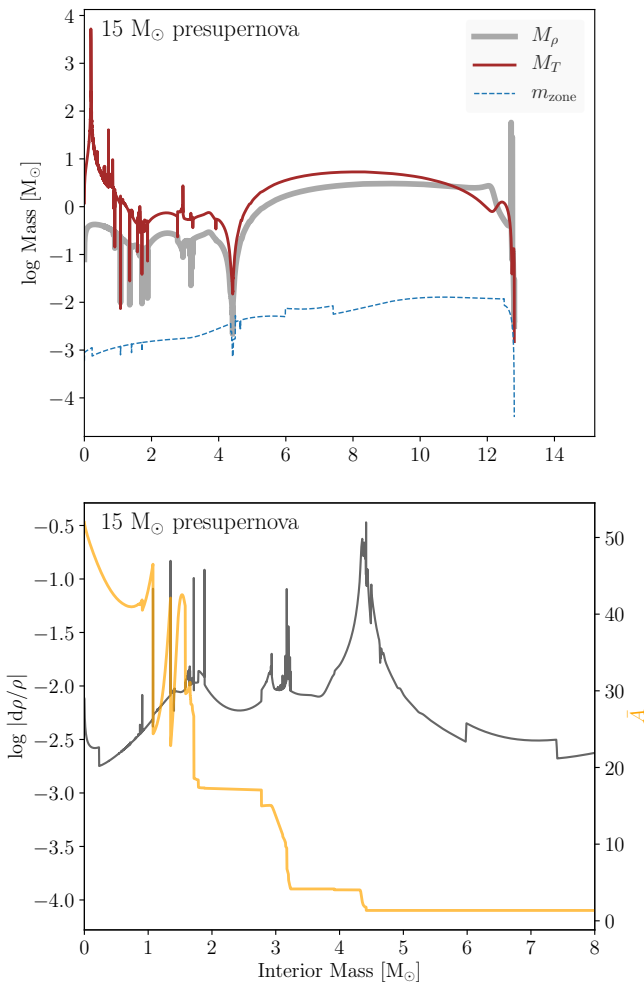 15 M⊙ presupernova
Mρ
MT
mzone
log Mass [M⊙]
4
3
2
1
0
−1
−2
−3
−4
0 2 4 6 8 10 12 14
15 M⊙ presupernova
log |dρ/ρ|
−0.5
−1.0
−1.5
−2.0
−2.5
−3.0
−3.5
−4.0
50
40
30
20
10
0
Ā
0 1 2 3 4 5 6 7 8
Interior Mass [M⊙]